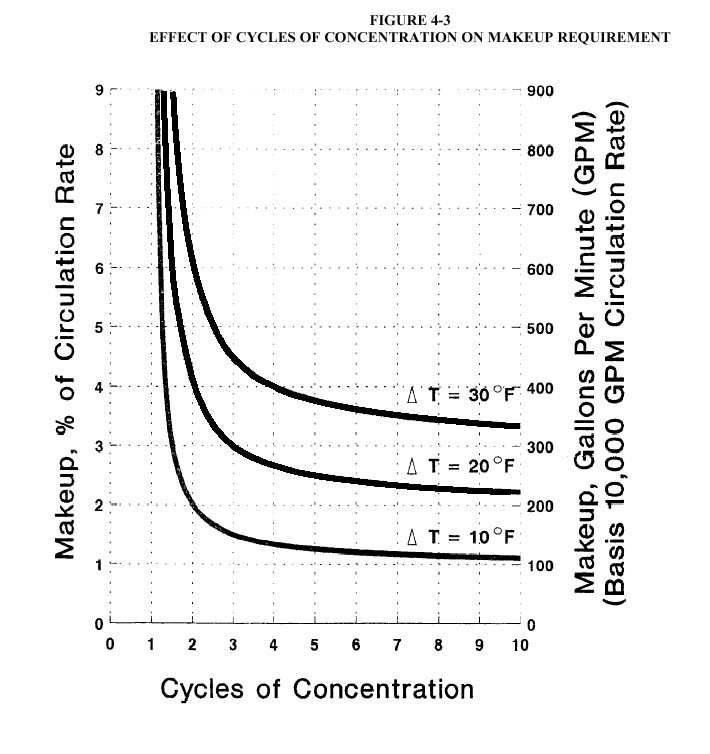 FIGURE 4-3
EFFECT OF CYCLES OF CONCENTRATION ON MAKEUP REQUIREMENT
Makeup, % of Circulation Rate
9
8
7
6
5
4
3
2
1
0
Δ T = 30°F
Δ T = 20°F
Δ T = 10°F
900
800
700
600
500
400
300
200
100
0
Makeup, Gallons Per Minute (GPM)
(Basis 10,000 GPM Circulation Rate)
0 1 2 3 4 5 6 7 8 9 10
Cycles of Concentration